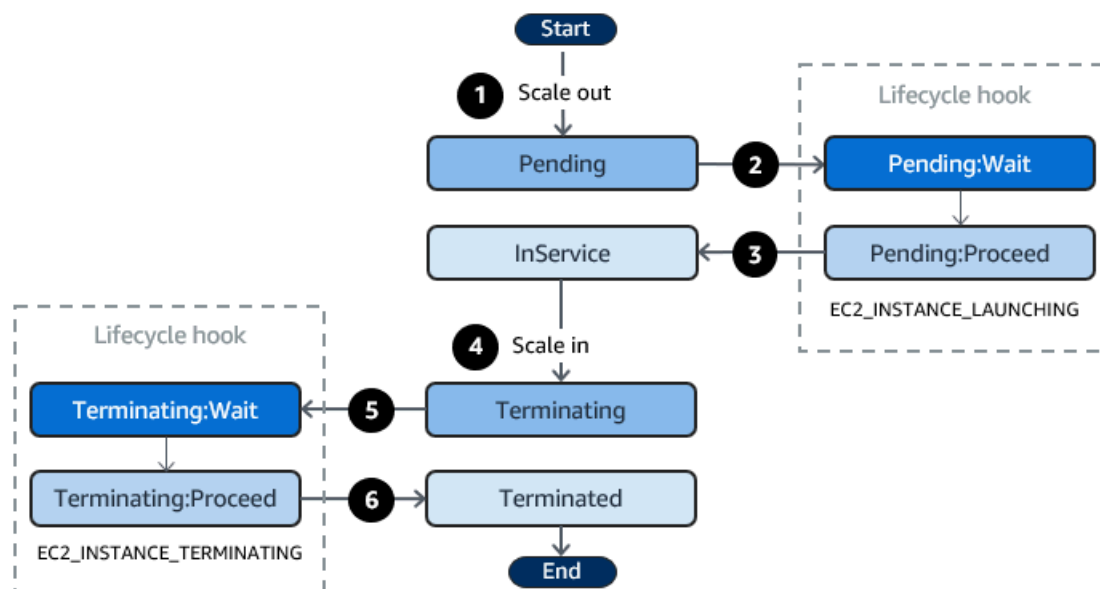 Start
1 Scale out
Lifecycle hook
Pending
2
Pending:Wait
InService
3
Pending:Proceed
EC2_INSTANCE_LAUNCHING
4 Scale in
Lifecycle hook
Terminating:Wait
5
Terminating
Terminating:Proceed
6
Terminated
EC2_INSTANCE_TERMINATING
End